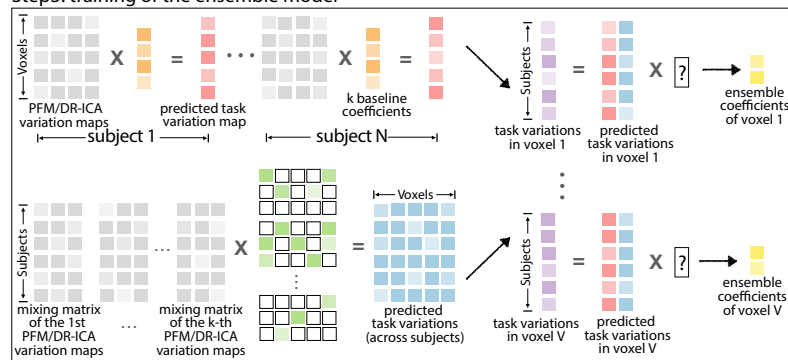 Step3: training of the ensemble model
Voxels
X
=
X
=
PFM/DR-ICA
variation maps
predicted task
variation map
k baseline
coefficients
subject 1
subject N
Subjects
=
X
?
task variations
in voxel 1
predicted
task variations
in voxel 1
ensemble
coefficients
of voxel 1
Subjects
...
X
=
Voxels
mixing matrix
of the 1st
PFM/DR-ICA
variation maps
...
mixing matrix
of the k-th
PFM/DR-ICA
variation maps
predicted
task variations
(across subjects)
Subjects
=
X
?
task variations
in voxel V
predicted
task variations
in voxel V
ensemble
coefficients
of voxel V